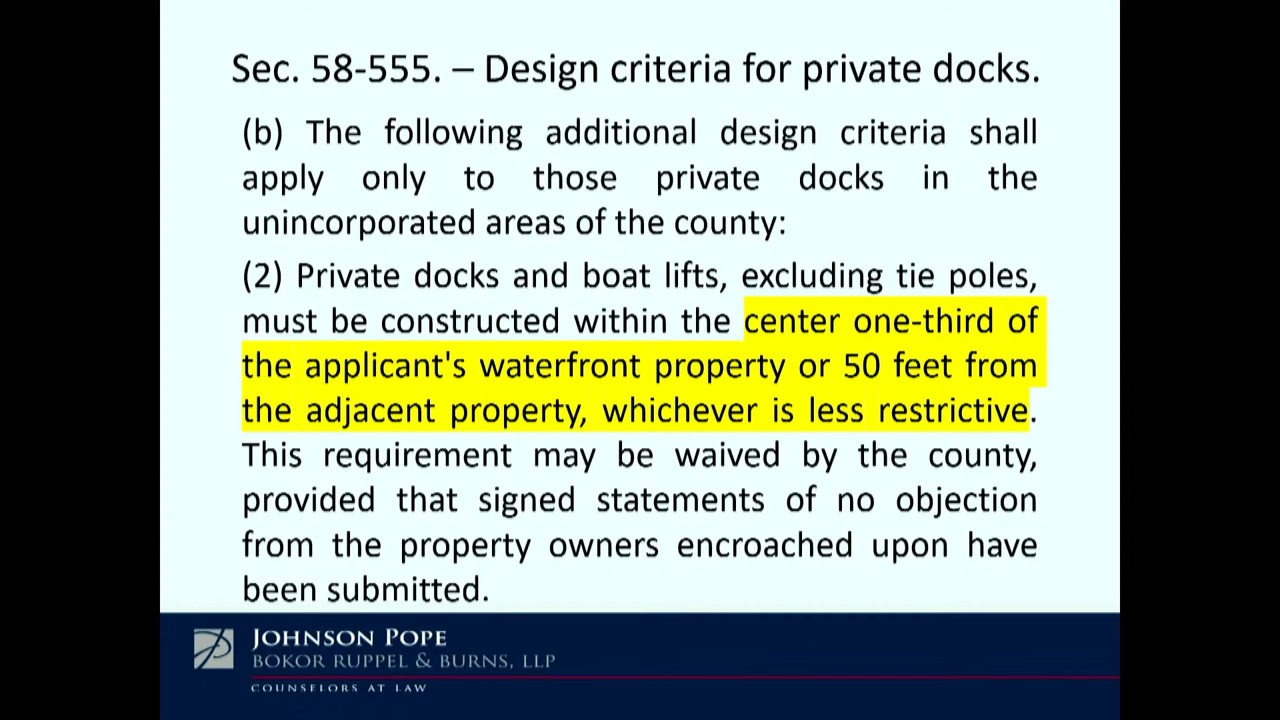 Sec. 58-555. – Design criteria for private docks.
(b) The following additional design criteria shall
apply only to those private docks in the
unincorporated areas of the county:
(2) Private docks and boat lifts, excluding tie poles,
must be constructed within the center one-third of
the applicant's waterfront property or 50 feet from
the adjacent property, whichever is less restrictive.
This requirement may be waived by the county,
provided that signed statements of no objection
from the property owners encroached upon have
been submitted.
JOHNSON POPE
BOKOR RUPPEL & BURNS, LLP
COUNSELORS AT LAW